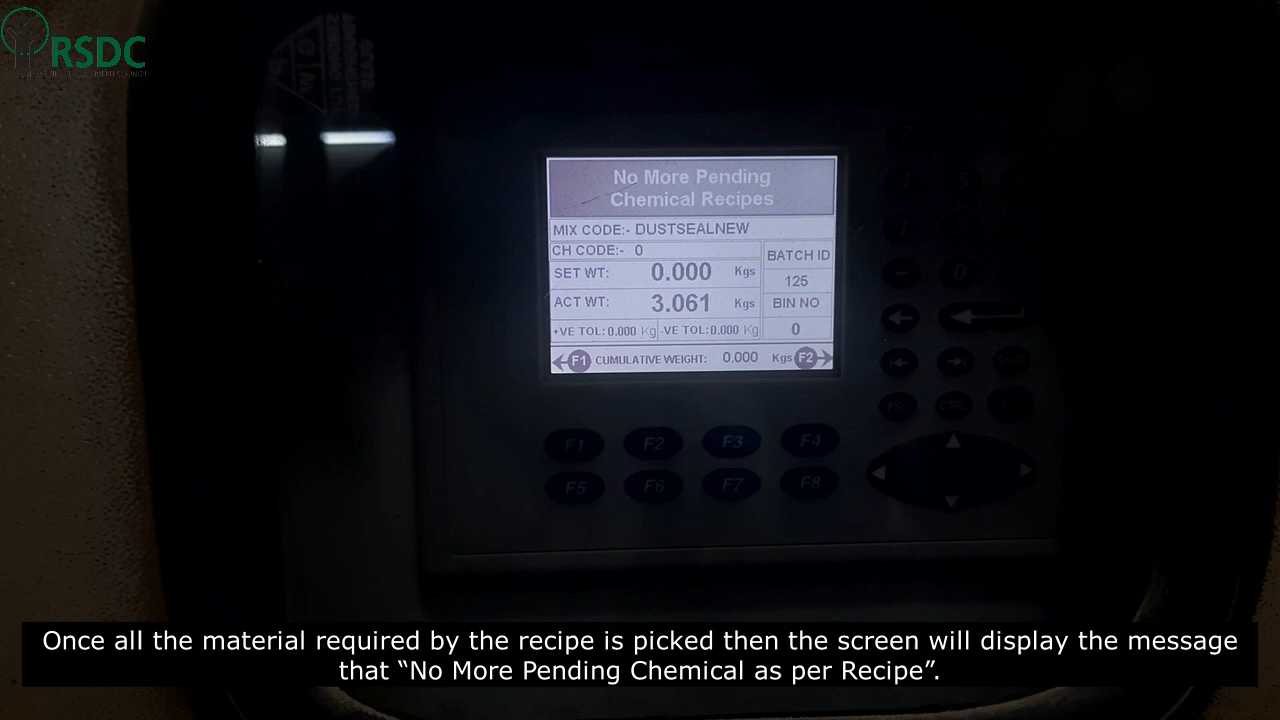 RSDC
No More Pending
Chemical Recipes
MIX CODE:- DUSTSEALNEW
CH CODE:- 0
SET WT: 0.000 Kgs
BATCH ID
125
ACT WT: 3.061 Kgs
BIN NO
0
+VE TOL:0.000 Kg -VE TOL:0.000 Kg
F1 CUMULATIVE WEIGHT: 0.000 Kgs F2
F1 F2 F3 F4
F5 F6 F7 F8
ESC CTRL
Once all the material required by the recipe is picked then the screen will display the message
that “No More Pending Chemical as per Recipe”.